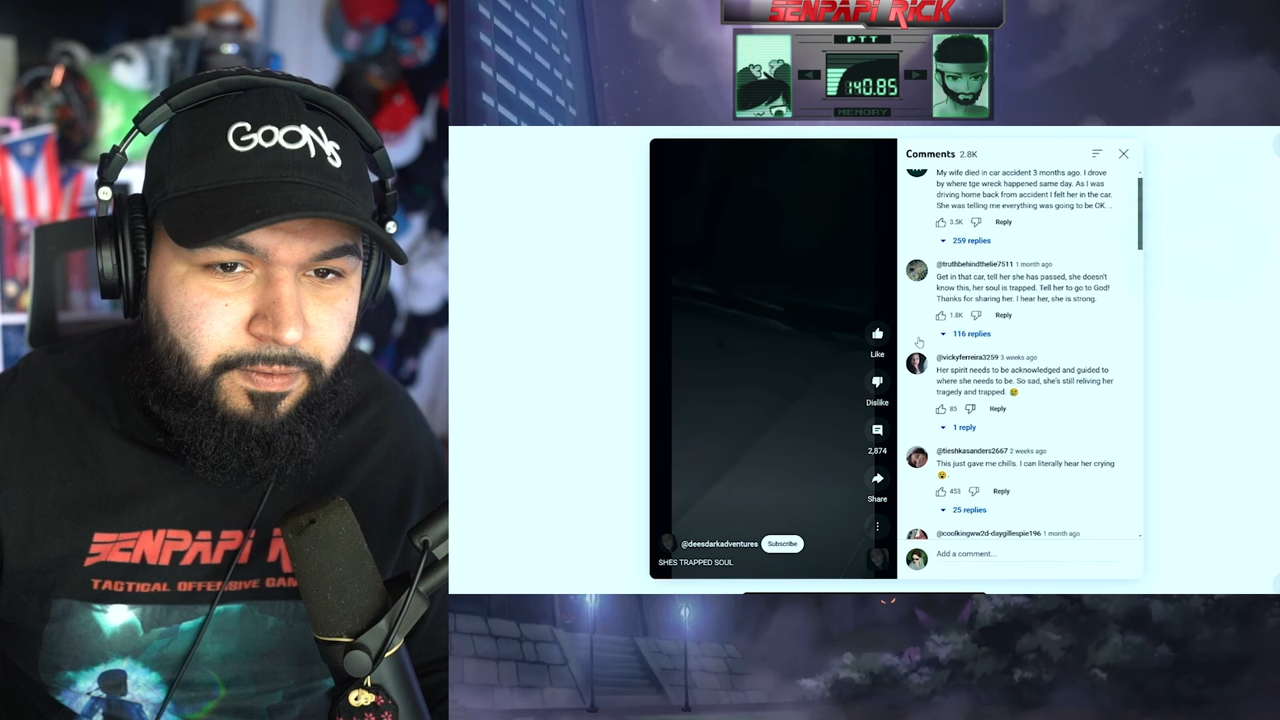 SENPAPI RICK
PTT
140.85
MEMORY
GOONS
SENPAPI R
TACTICAL OFFENSIVE GAM
Like
Dislike
2,874
Share
@deesdarkadventures Subscribe
SHES TRAPPED SOUL
Comments 2.8K
My wife died in car accident 3 months ago. I drove
by where tge wreck happened same day. As I was
driving home back from accident I felt her in the car.
She was telling me everything was going to be OK. ..
3.5K Reply
259 replies
@truthbehindthelie7511 1 month ago
Get in that car, tell her she has passed, she doesn't
know this, her soul is trapped. Tell her to go to God!
Thanks for sharing her. I hear her, she is strong.
1.8K Reply
116 replies
@vickyferreira3259 3 weeks ago
Her spirit needs to be acknowledged and guided to
where she needs to be. So sad, she's still reliving her
tragedy and trapped. 😢
85 Reply
1 reply
@tieshkasanders2667 2 weeks ago
This just gave me chills. I can literally hear her crying
😮.
453 Reply
25 replies
@coolkingww2d-daygillespie196 1 month ago
Add a comment...